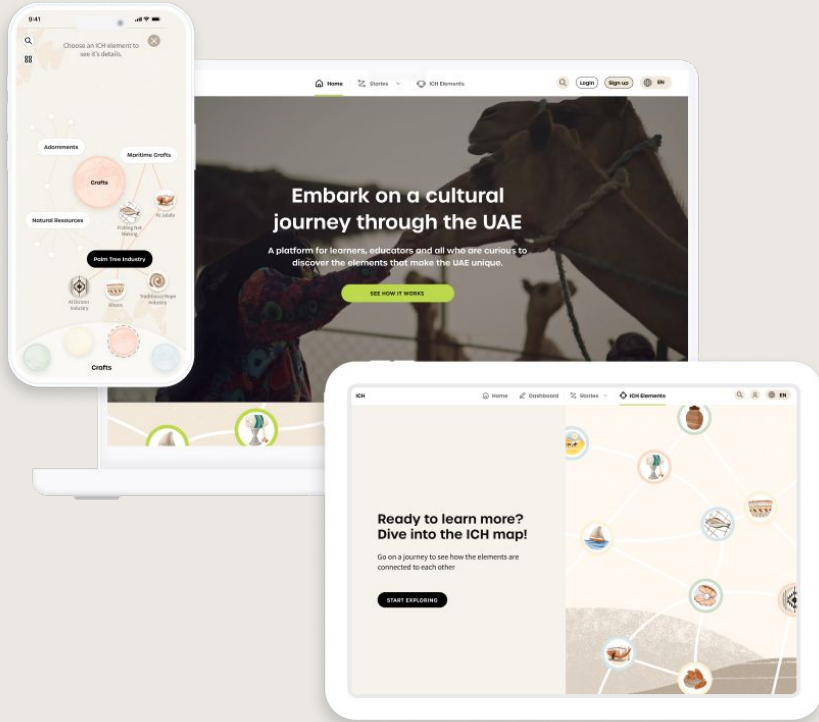 9:41
Choose an ICH element to
see it's details.
Adornments
Maritime Crafts
Crafts
Natural Resources
Fishing Net
Making
Al Jalafa
Palm Tree Industry
Al Sadu
Industry
Khoos
Traditional Rope
Industry
Crafts
Home
Stories
ICH Elements
Login
Sign up
EN
Embark on a cultural
journey through the UAE
A platform for learners, educators and all who are curious to
discover the elements that make the UAE unique.
SEE HOW IT WORKS
ICH
Home
Dashboard
Stories
ICH Elements
EN
Ready to learn more?
Dive into the ICH map!
Go on a journey to see how the elements are
connected to each other
START EXPLORING